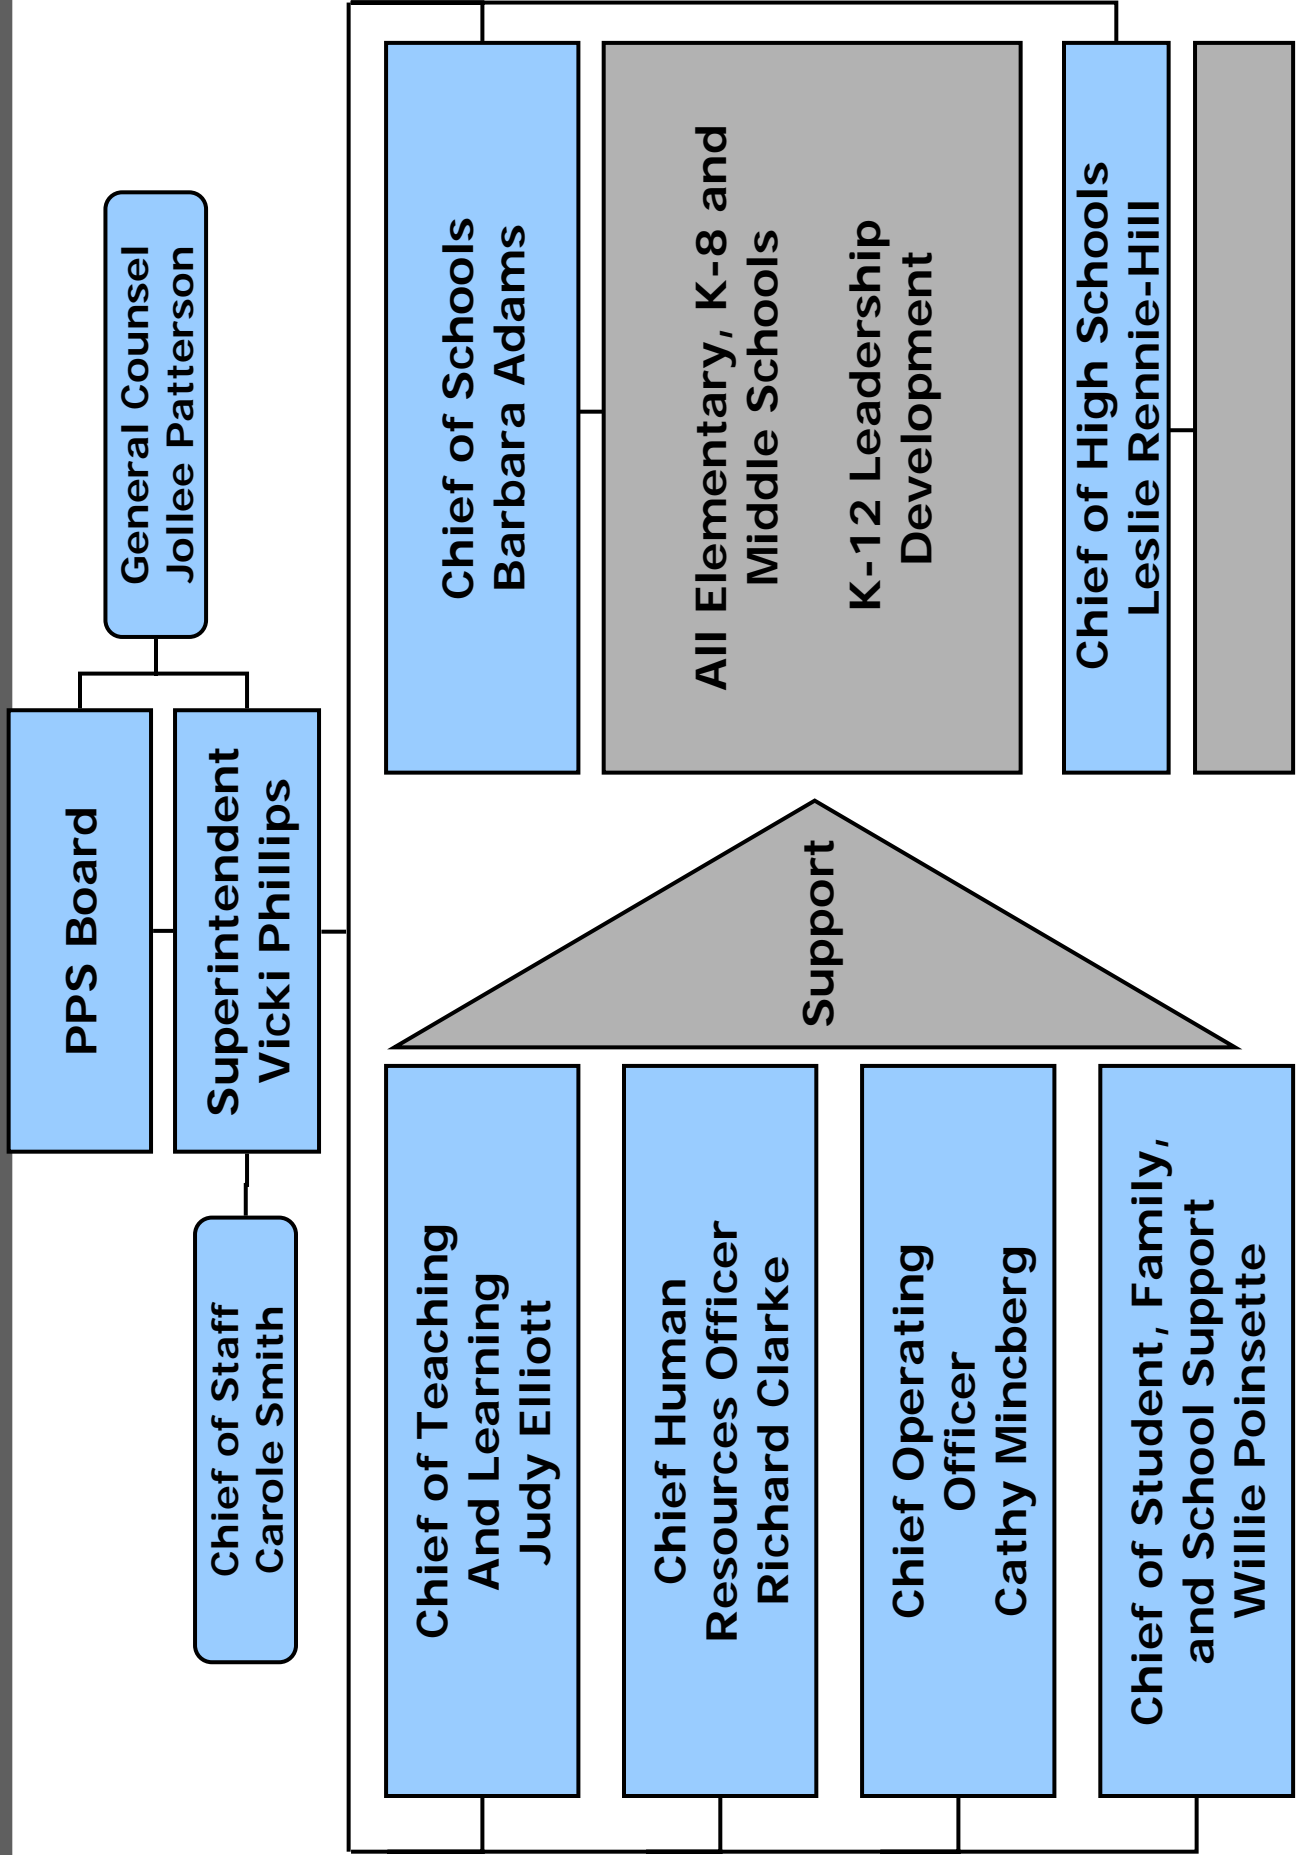 PPS Board
Superintendent
Vicki Phillips
General Counsel
Jollee Patterson
Chief of Staff
Carole Smith
Chief of Teaching
And Learning
Judy Elliott
Chief Human
Resources Officer
Richard Clarke
Chief Operating
Officer
Cathy Mincberg
Chief of Student, Family,
and School Support
Willie Poinsette
Support
Chief of Schools
Barbara Adams
All Elementary, K-8 and
Middle Schools
K-12 Leadership
Development
Chief of High Schools
Leslie Rennie-Hill